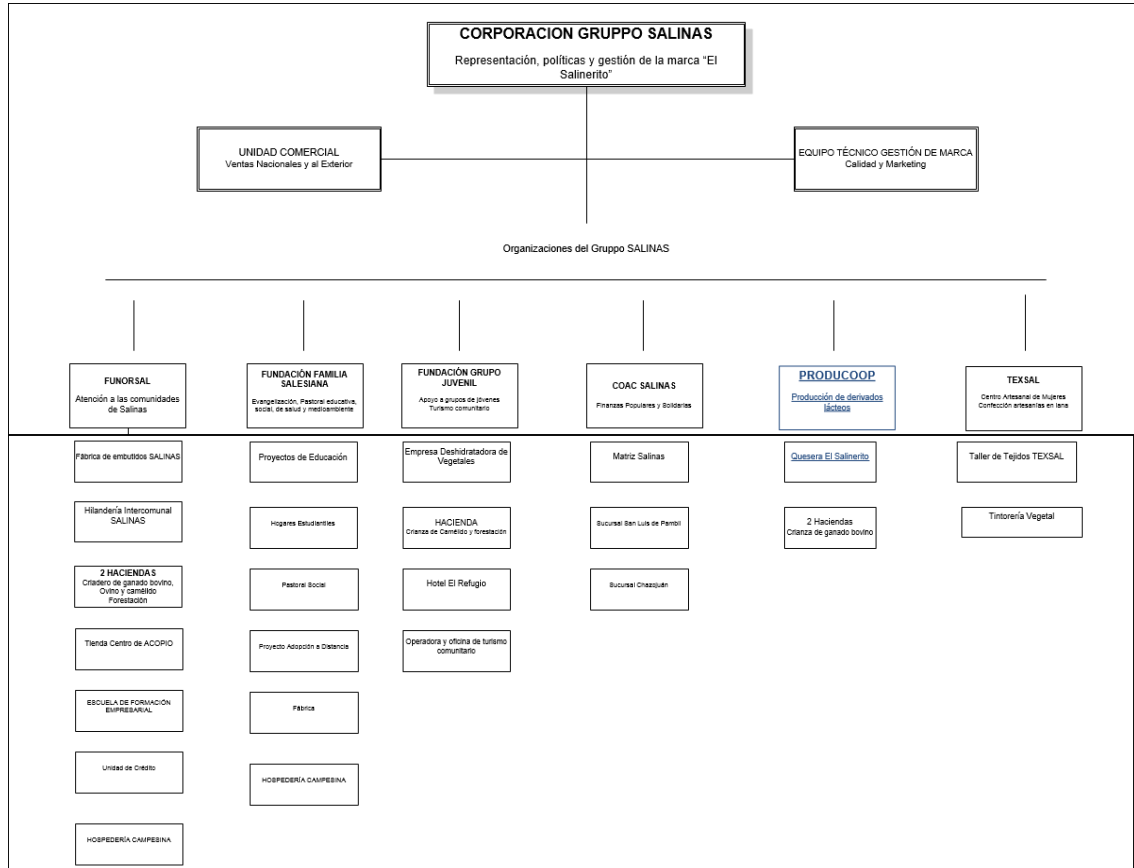 CORPORACION GRUPPO SALINAS
Representación, políticas y gestión de la marca “El
Salinerito”
UNIDAD COMERCIAL
Ventas Nacionales y al Exterior
EQUIPO TÉCNICO GESTIÓN DE MARCA
Calidad y Marketing
Organizaciones del Gruppo SALINAS
FUNORSAL
Atención a las comunidades
de Salinas
FUNDACIÓN FAMILIA
SALESIANA
Evangelización, Pastoral educativa,
social, de salud y medioambiente
FUNDACIÓN GRUPO
JUVENIL
Apoyo a grupos de jóvenes
Turismo comunitario
COAC SALINAS
Finanzas Populares y Solidarias
PRODUCOOP
Producción de derivados
lácteos
TEXSAL
Centro Artesanal de Mujeres
Confección artesanías en lana
Fábrica de embutidos SALINAS
Proyectos de Educación
Empresa Deshidratadora de
Vegetales
Matriz Salinas
Quesera El Salinerito
Taller de Tejidos TEXSAL
Hilandería Intercomunal
SALINAS
Hogares Estudiantiles
HACIENDA
Crianza de Camélido y forestación
Sucursal San Luis de Pambil
2 Haciendas
Crianza de ganado bovino
Tintorería Vegetal
2 HACIENDAS
Criadero de ganado bovino,
Ovino y camélido
Forestación
Pastoral Social
Hotel El Refugio
Sucursal Chazojuán
Tienda Centro de ACOPIO
Proyecto Adopción a Distancia
Operadora y oficina de turismo
comunitario
ESCUELA DE FORMACIÓN
EMPRESARIAL
Fábrica
Unidad de Crédito
HOSPEDERÍA CAMPESINA
HOSPEDERÍA CAMPESINA